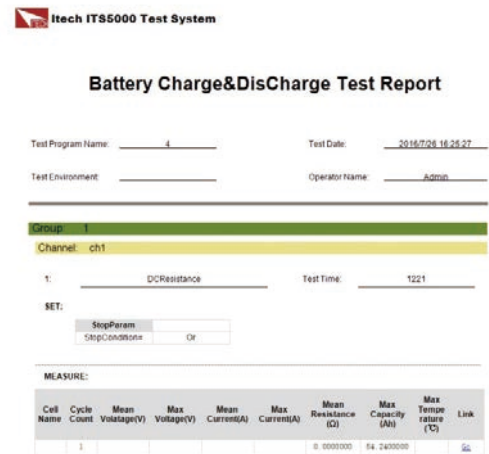 Itech ITS5000 Test System
Battery Charge&DisCharge Test Report
Test Program Name: 4 Test Date: 2016/7/26 16:25:27
Test Environment: Operator Name: Admin
Group: 1
Channel: ch1
1: DCResistance Test Time: 1221
SET:
StopParam
StopCondition= Or
MEASURE:
Cell Name Cycle Count Mean Volatage(V) Max Voltage(V) Mean Current(A) Max Current(A) Mean Resistance (Ω) Max Capacity (Ah) Max Tempe rature (℃) Link
1 0.0000000 54.2400000 Go